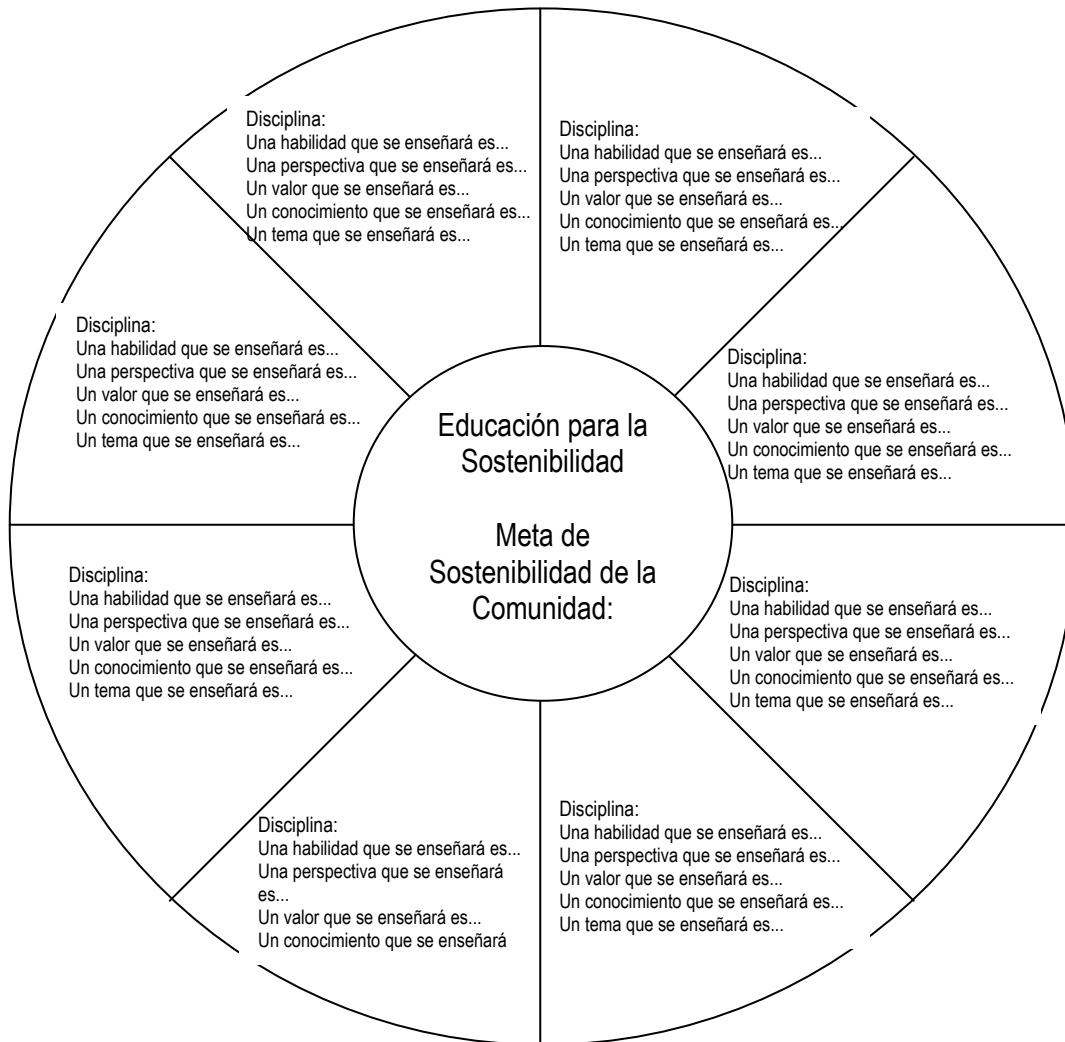 Disciplina:
Una habilidad que se enseñará es...
Una perspectiva que se enseñará es...
Un valor que se enseñará es...
Un conocimiento que se enseñará es...
Un tema que se enseñará es...
Disciplina:
Una habilidad que se enseñará es...
Una perspectiva que se enseñará es...
Un valor que se enseñará es...
Un conocimiento que se enseñará es...
Un tema que se enseñará es...
Disciplina:
Una habilidad que se enseñará es...
Una perspectiva que se enseñará es...
Un valor que se enseñará es...
Un conocimiento que se enseñará es...
Un tema que se enseñará es...
Disciplina:
Una habilidad que se enseñará es...
Una perspectiva que se enseñará es...
Un valor que se enseñará es...
Un conocimiento que se enseñará es...
Un tema que se enseñará es...
Educación para la
Sostenibilidad
Meta de
Sostenibilidad de la
Comunidad:
Disciplina:
Una habilidad que se enseñará es...
Una perspectiva que se enseñará es...
Un valor que se enseñará es...
Un conocimiento que se enseñará es...
Un tema que se enseñará es...
Disciplina:
Una habilidad que se enseñará es...
Una perspectiva que se enseñará es...
Un valor que se enseñará es...
Un conocimiento que se enseñará es...
Un tema que se enseñará es...
Disciplina:
Una habilidad que se enseñará es...
Una perspectiva que se enseñará
es...
Un valor que se enseñará es...
Un conocimiento que se enseñará
Disciplina:
Una habilidad que se enseñará es...
Una perspectiva que se enseñará es...
Un valor que se enseñará es...
Un conocimiento que se enseñará es...
Un tema que se enseñará es...